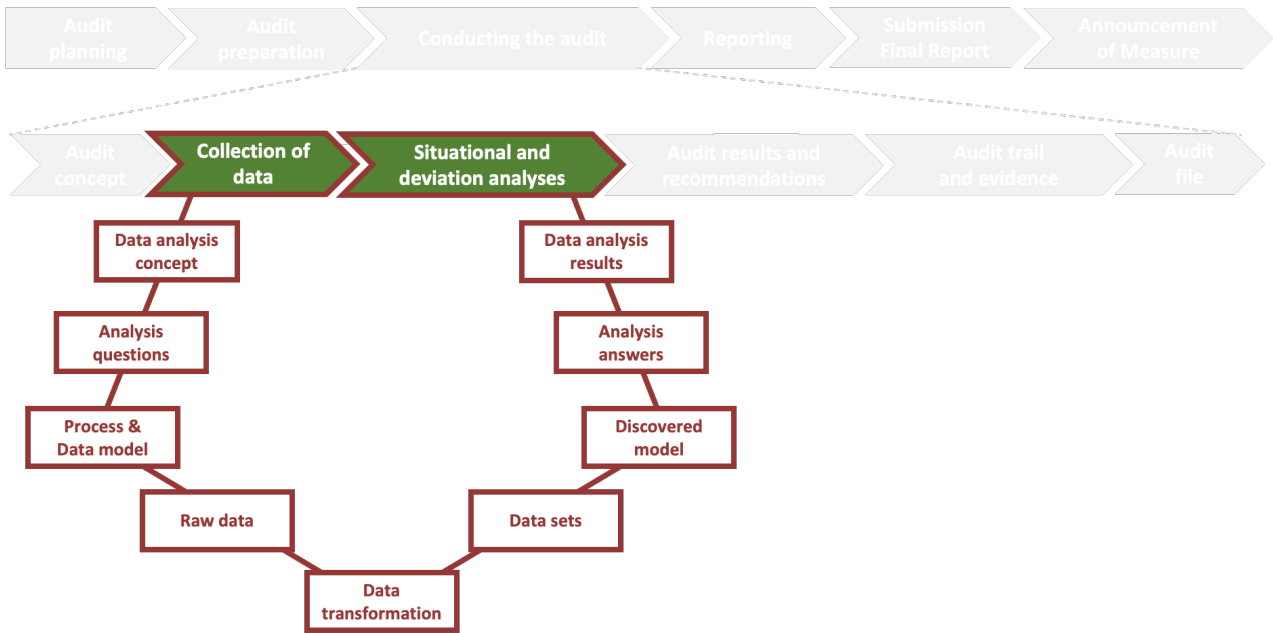 Audit
planning
Audit
preparation
Conducting the audit
Reporting
Submission
Final Report
Announcement
of Measure
Audit
concept
Collection of
data
Situational and
deviation analyses
Audit results and
recommendations
Audit trail
and evidence
Audit
file
Data analysis
concept
Data analysis
results
Analysis
questions
Analysis
answers
Process &
Data model
Discovered
model
Raw data
Data sets
Data
transformation